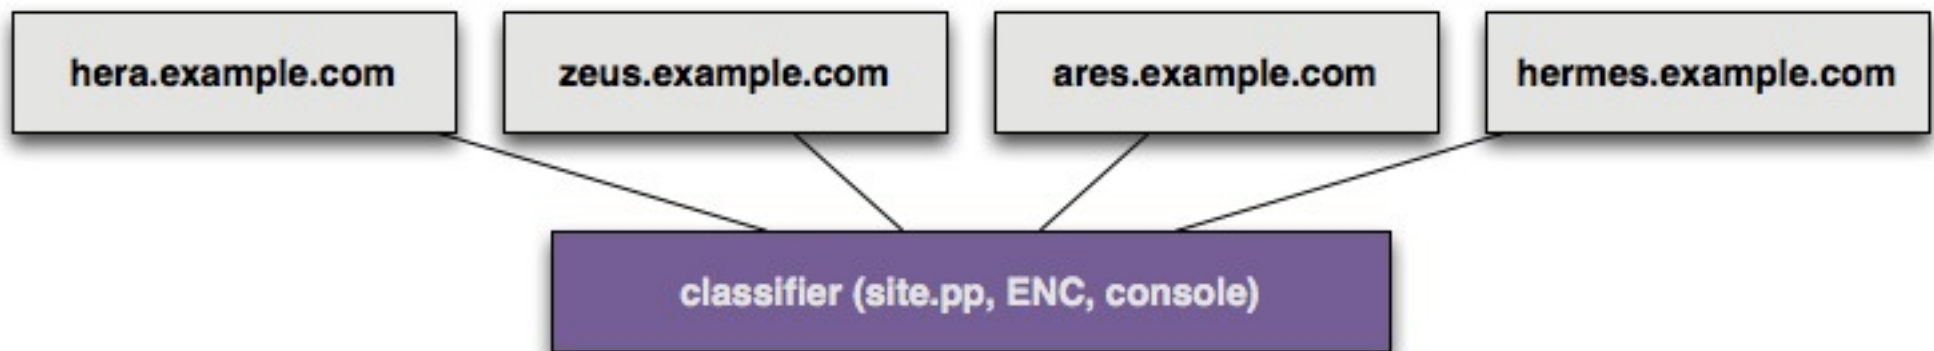 hera.example.com
zeus.example.com
ares.example.com
hermes.example.com
classifier (site.pp, ENC, console)